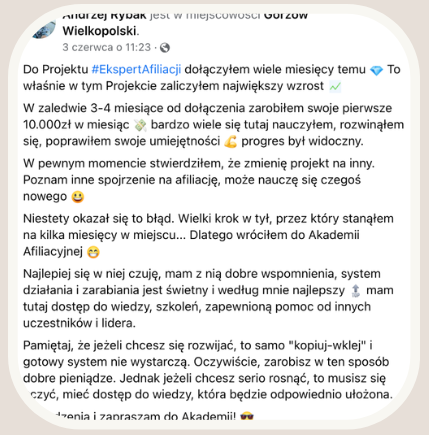 Andrzej Rybak jest w miejscowości Gorzów
Wielkopolski.
3 czerwca o 11:23 ·
Do Projektu #EkspertAfiliacji dołączyłem wiele miesięcy temu 💎 To
właśnie w tym Projekcie zaliczyłem największy wzrost 📈
W zaledwie 3-4 miesiące od dołączenia zarobiłem swoje pierwsze
10.000zł w miesiąc 💸 bardzo wiele się tutaj nauczyłem, rozwinąłem
się, poprawiłem swoje umiejętności 💪 progres był widoczny.
W pewnym momencie stwierdziłem, że zmienię projekt na inny.
Poznam inne spojrzenie na afiliację, może nauczę się czegoś
nowego 😃
Niestety okazał się to błąd. Wielki krok w tył, przez który stanąłem
na kilka miesięcy w miejscu... Dlatego wróciłem do Akademii
Afiliacyjnej 😁
Najlepiej się w niej czuję, mam z nią dobre wspomnienia, system
działania i zarabiania jest świetny i według mnie najlepszy mam
tutaj dostęp do wiedzy, szkoleń, zapewnioną pomoc od innych
uczestników i lidera.
Pamiętaj, że jeżeli chcesz się rozwijać, to samo "kopiuj-wklej" i
gotowy system nie wystarczą. Oczywiście, zarobisz w ten sposób
dobre pieniądze. Jednak jeżeli chcesz serio rosnąć, to musisz się
czyć, mieć dostęp do wiedzy, która będzie odpowiednio ułożona.
dzenia i zapraszam do Akademii! 😎